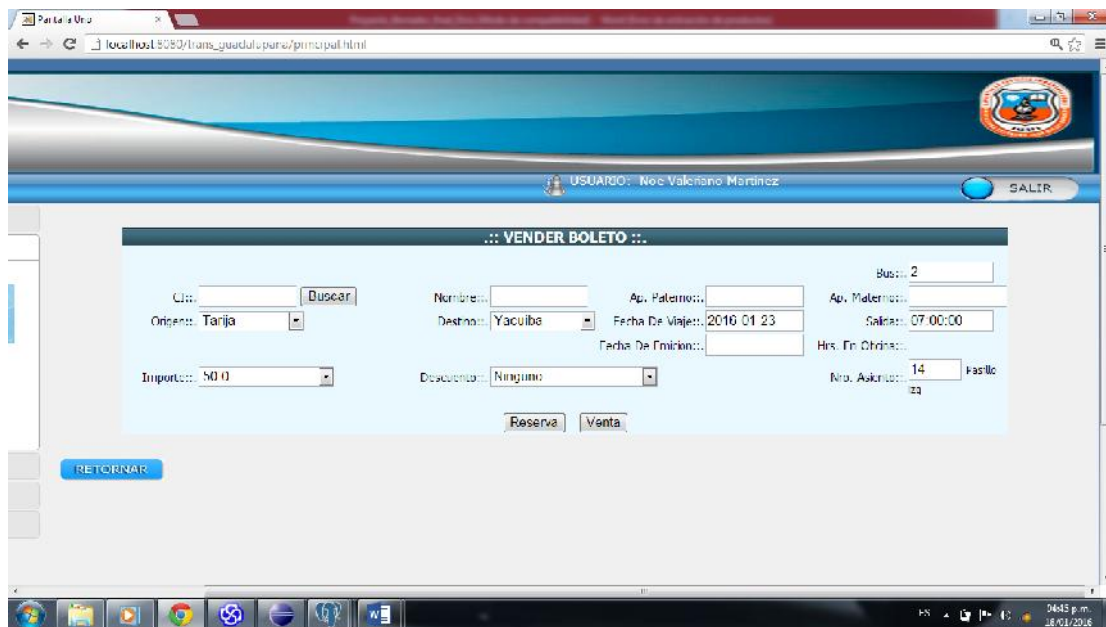 Pantalla Uno
localhost:8080/trans_guadalupana/principal.html
USUARIO: Noe Valeriano Martinez
SALIR
.:: VENDER BOLETO ::.
Bus::. 2
CI::. Buscar Nombre::. Ap. Paterno::. Ap. Materno::.
Origen::. Tarija Destino::. Yacuiba Fecha De Viaje::. 2016-01-23 Salida::. 07:00:00
Fecha De Emicion::. Hrs. En Oficina::.
Importe::. 50.0 Descuento::. Ninguno Nro. Asiento::. 14 Pasillo
izq
Reserva Venta
RETORNAR
ES 04:45 p.m.
18/01/2016